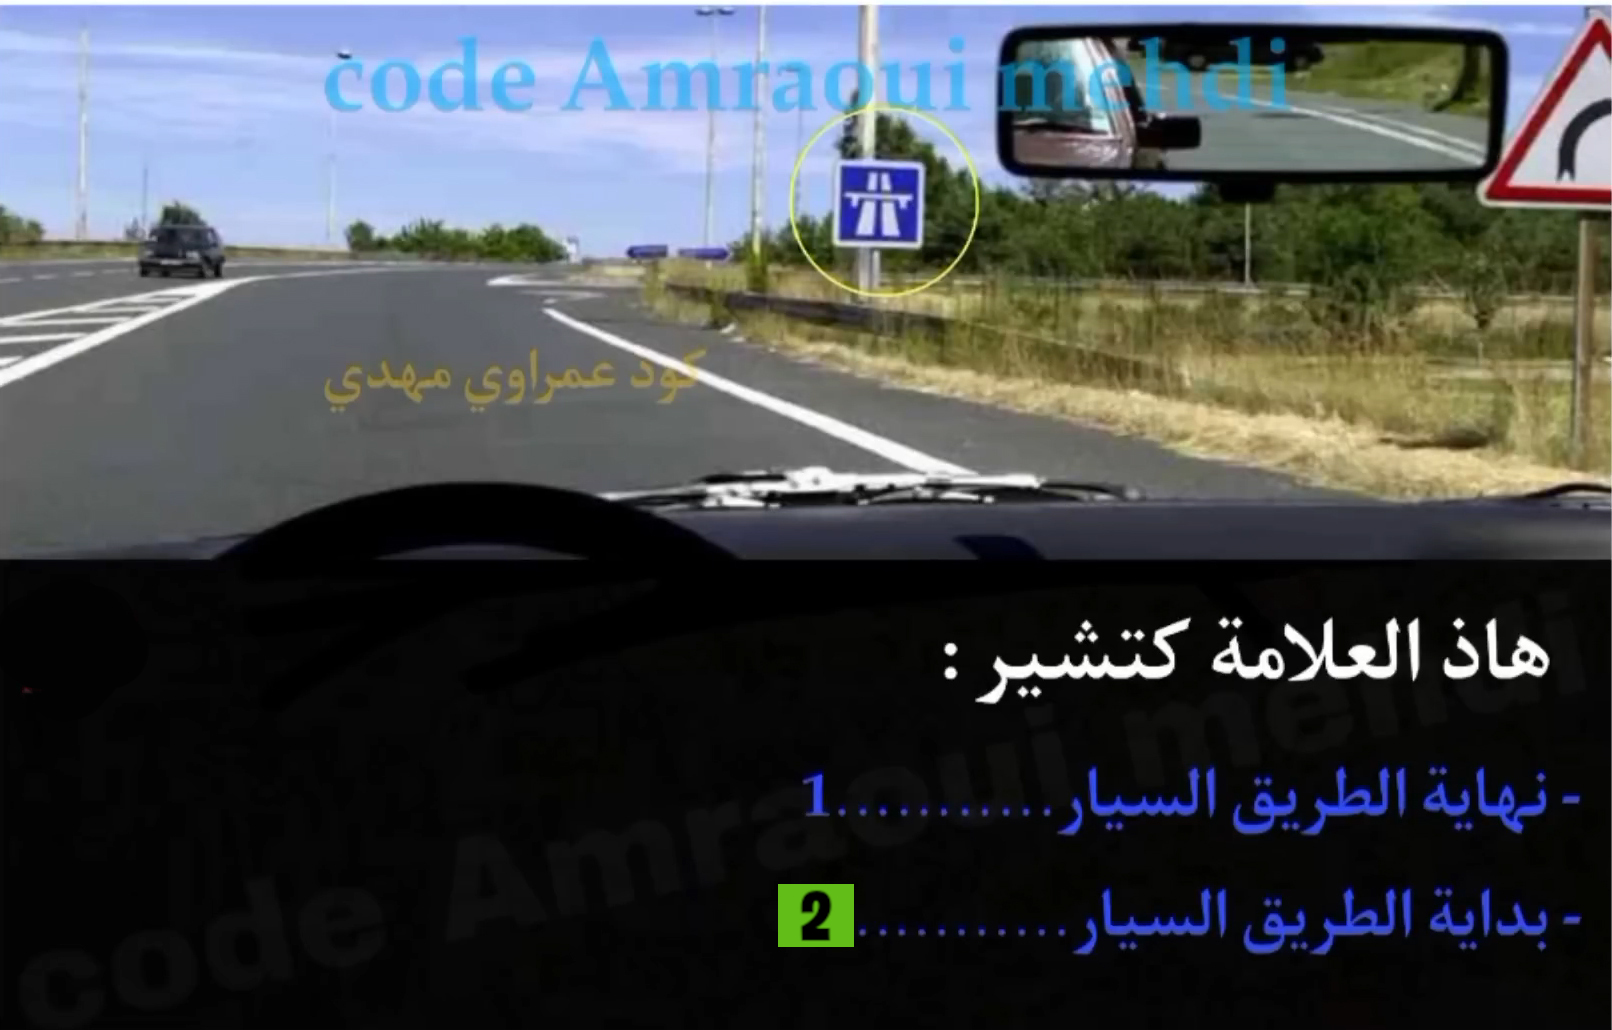 code Amraoui mehdi
كود عمراوي مهدي
هاذ العلامة كتشير :
- نهاية الطريق السيار...........1
- بداية الطريق السيار...........2
code Amraoui mehdi